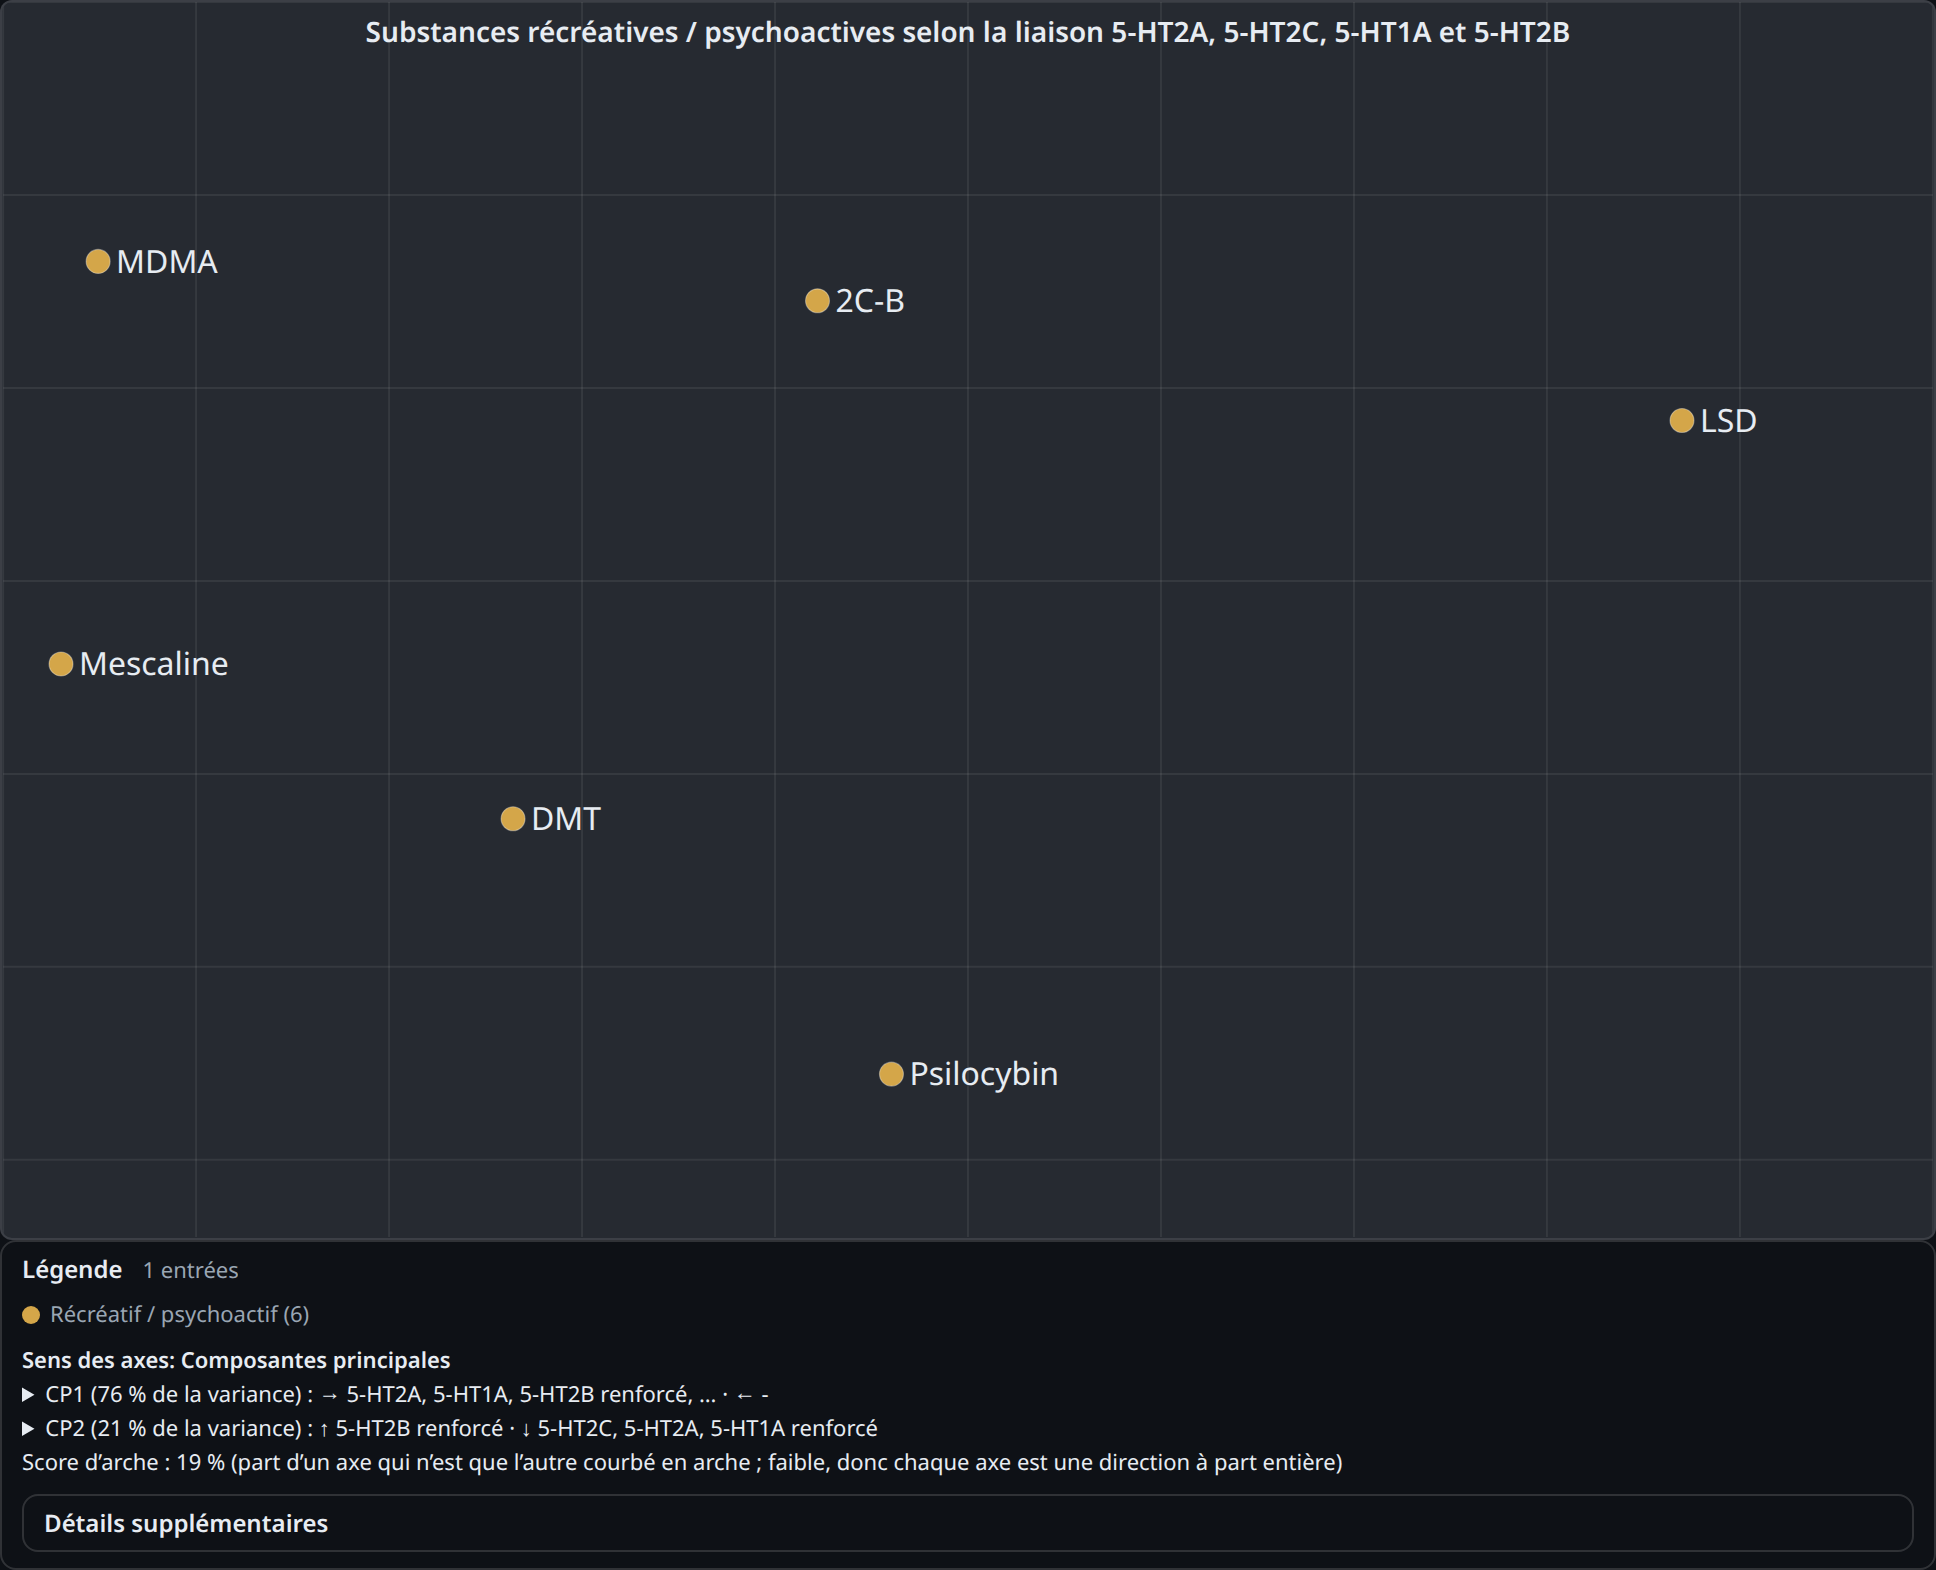 Substances récréatives / psychoactives selon la liaison 5-HT2A, 5-HT2C, 5-HT1A et 5-HT2B
MDMA
2C-B
LSD
Mescaline
DMT
Psilocybin
Légende 1 entrées
Récréatif / psychoactif (6)
Sens des axes: Composantes principales
▶ CP1 (76 % de la variance) : → 5-HT2A, 5-HT1A, 5-HT2B renforcé, ... · ← -
▶ CP2 (21 % de la variance) : ↑ 5-HT2B renforcé · ↓ 5-HT2C, 5-HT2A, 5-HT1A renforcé
Score d’arche : 19 % (part d’un axe qui n’est que l’autre courbé en arche ; faible, donc chaque axe est une direction à part entière)
Détails supplémentaires